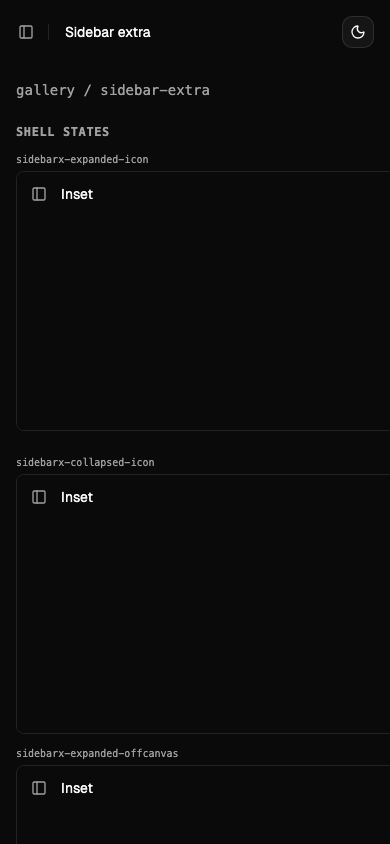 Sidebar extra
gallery / sidebar-extra
SHELL STATES
sidebarx-expanded-icon
Inset
sidebarx-collapsed-icon
Inset
sidebarx-expanded-offcanvas
Inset